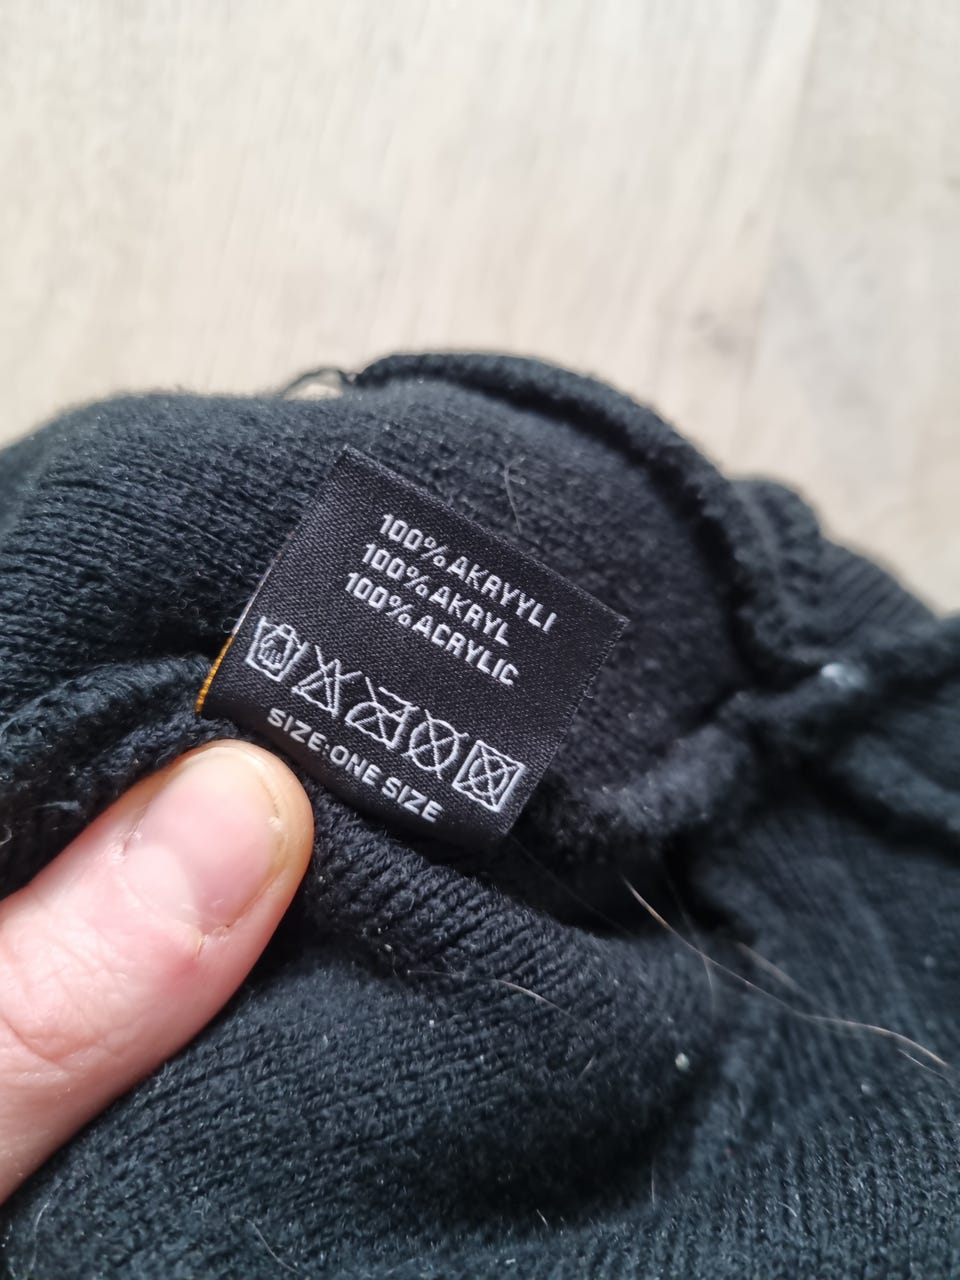 100% AKRYYLI
100% AKRYL
100% ACRYLIC
SIZE:ONE SIZE